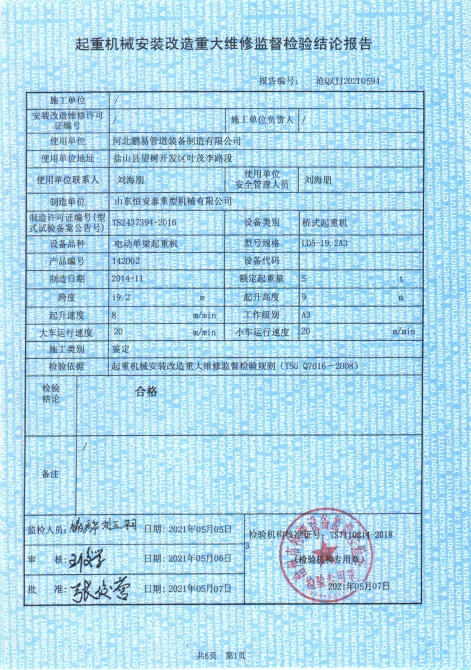 起重机械安装改造重大维修监督检验结论报告
报告编号: 沧QZJJ20210594
施工单位 /
安装改造维修许可证编号 / 施工单位负责人 /
使用单位 河北鹏易管道装备制造有限公司
使用单位地址 盐山县望树开发区叶茂李路段
使用单位联系人 刘海朋 使用单位安全管理人员 刘海朋
制造单位 山东恒安泰重型机械有限公司
制造许可证编号(型式试验备案公告号) TS2437394-2016 设备类别 桥式起重机
设备品种 电动单梁起重机 型号规格 LD5-19.2A3
产品编号 142002 设备代码
制造日期 2014-11 额定起重量 5 t
跨度 19.2 m 起升高度 9 m
起升速度 8 m/min 工作级别 A3
大车运行速度 20 m/min 小车运行速度 20 m/min
施工类别 鉴定
检验依据 起重机械安装改造重大维修监督检验规则(TSG Q7016-2008)
检验结论 合格
备注 /
监检人员: 日期: 2021年05月05日
检验机构核准证号: TS7110214-2018
3
审 核: 日期: 2021年05月06日
(检验机构专用章)
批 准: 日期: 2021年05月07日
2021年05月07日
检验专用章
共6页 第1页